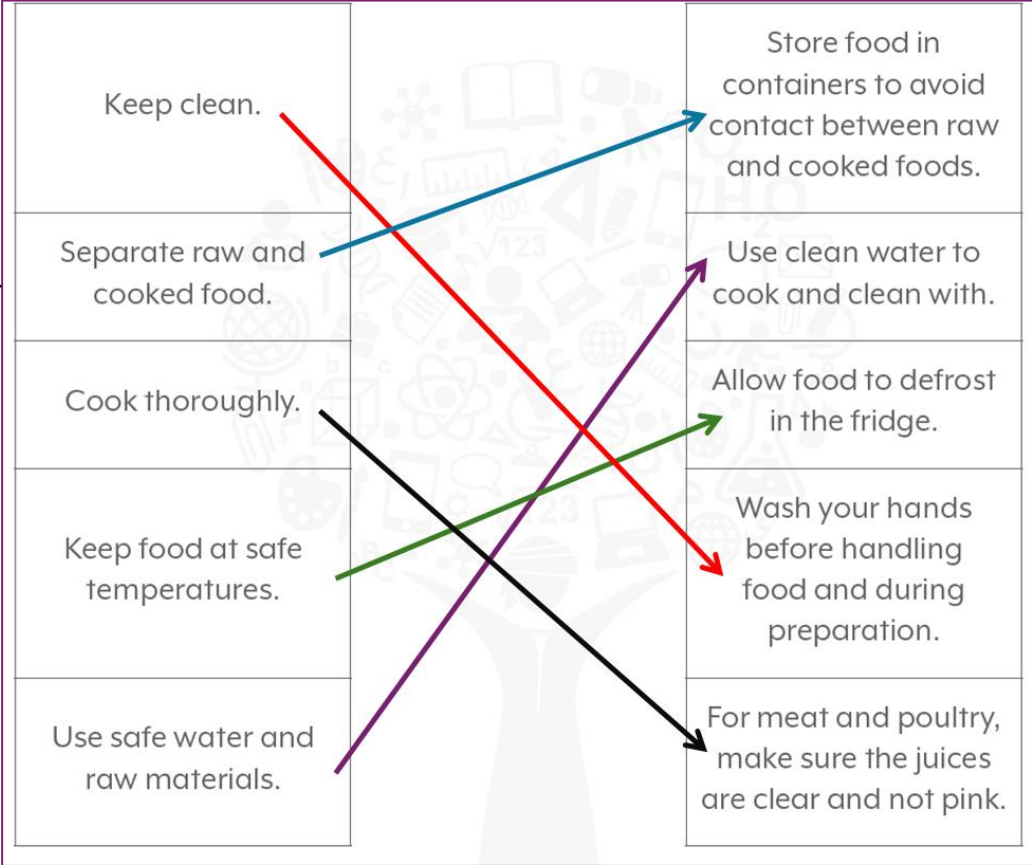 Keep clean.
Separate raw and
cooked food.
Cook thoroughly.
Keep food at safe
temperatures.
Use safe water and
raw materials.
Store food in
containers to avoid
contact between raw
and cooked foods.
Use clean water to
cook and clean with.
Allow food to defrost
in the fridge.
Wash your hands
before handling
food and during
preparation.
For meat and poultry,
make sure the juices
are clear and not pink.
H2O
√123
123